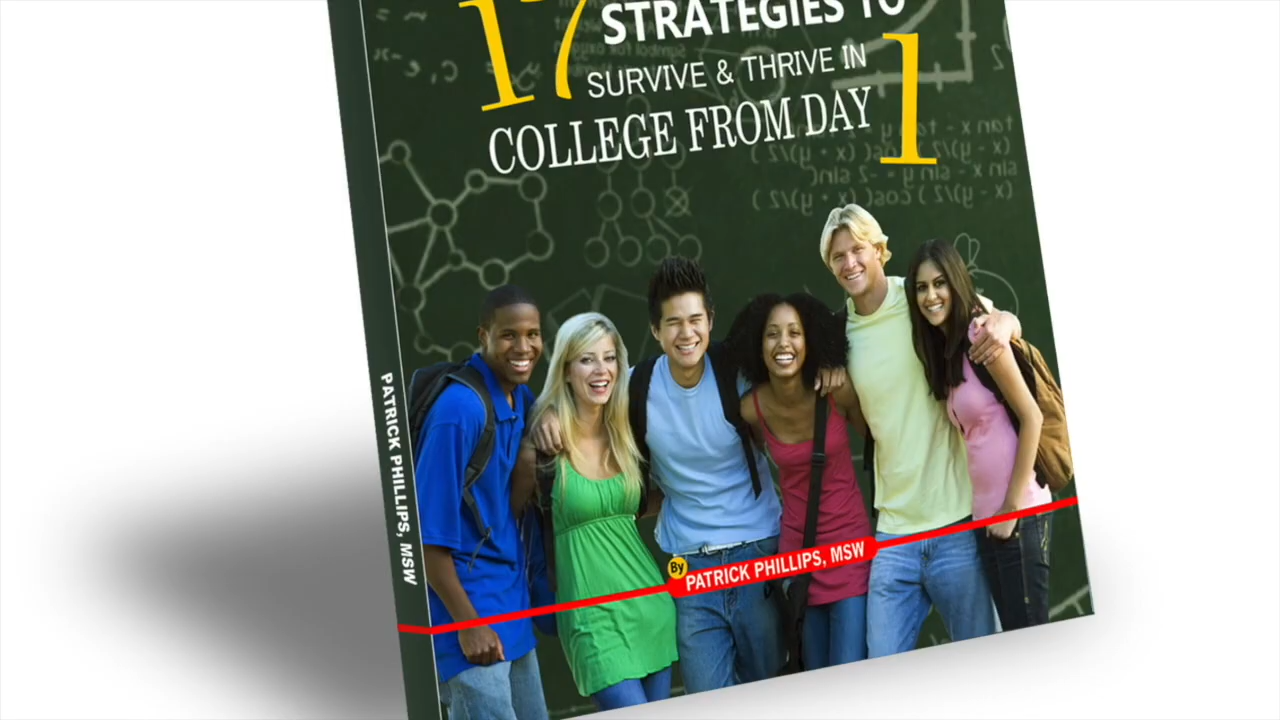 17
STRATEGIES TO
SURVIVE & THRIVE IN
COLLEGE FROM DAY
1
PATRICK PHILLIPS, MSW
By
PATRICK PHILLIPS, MSW